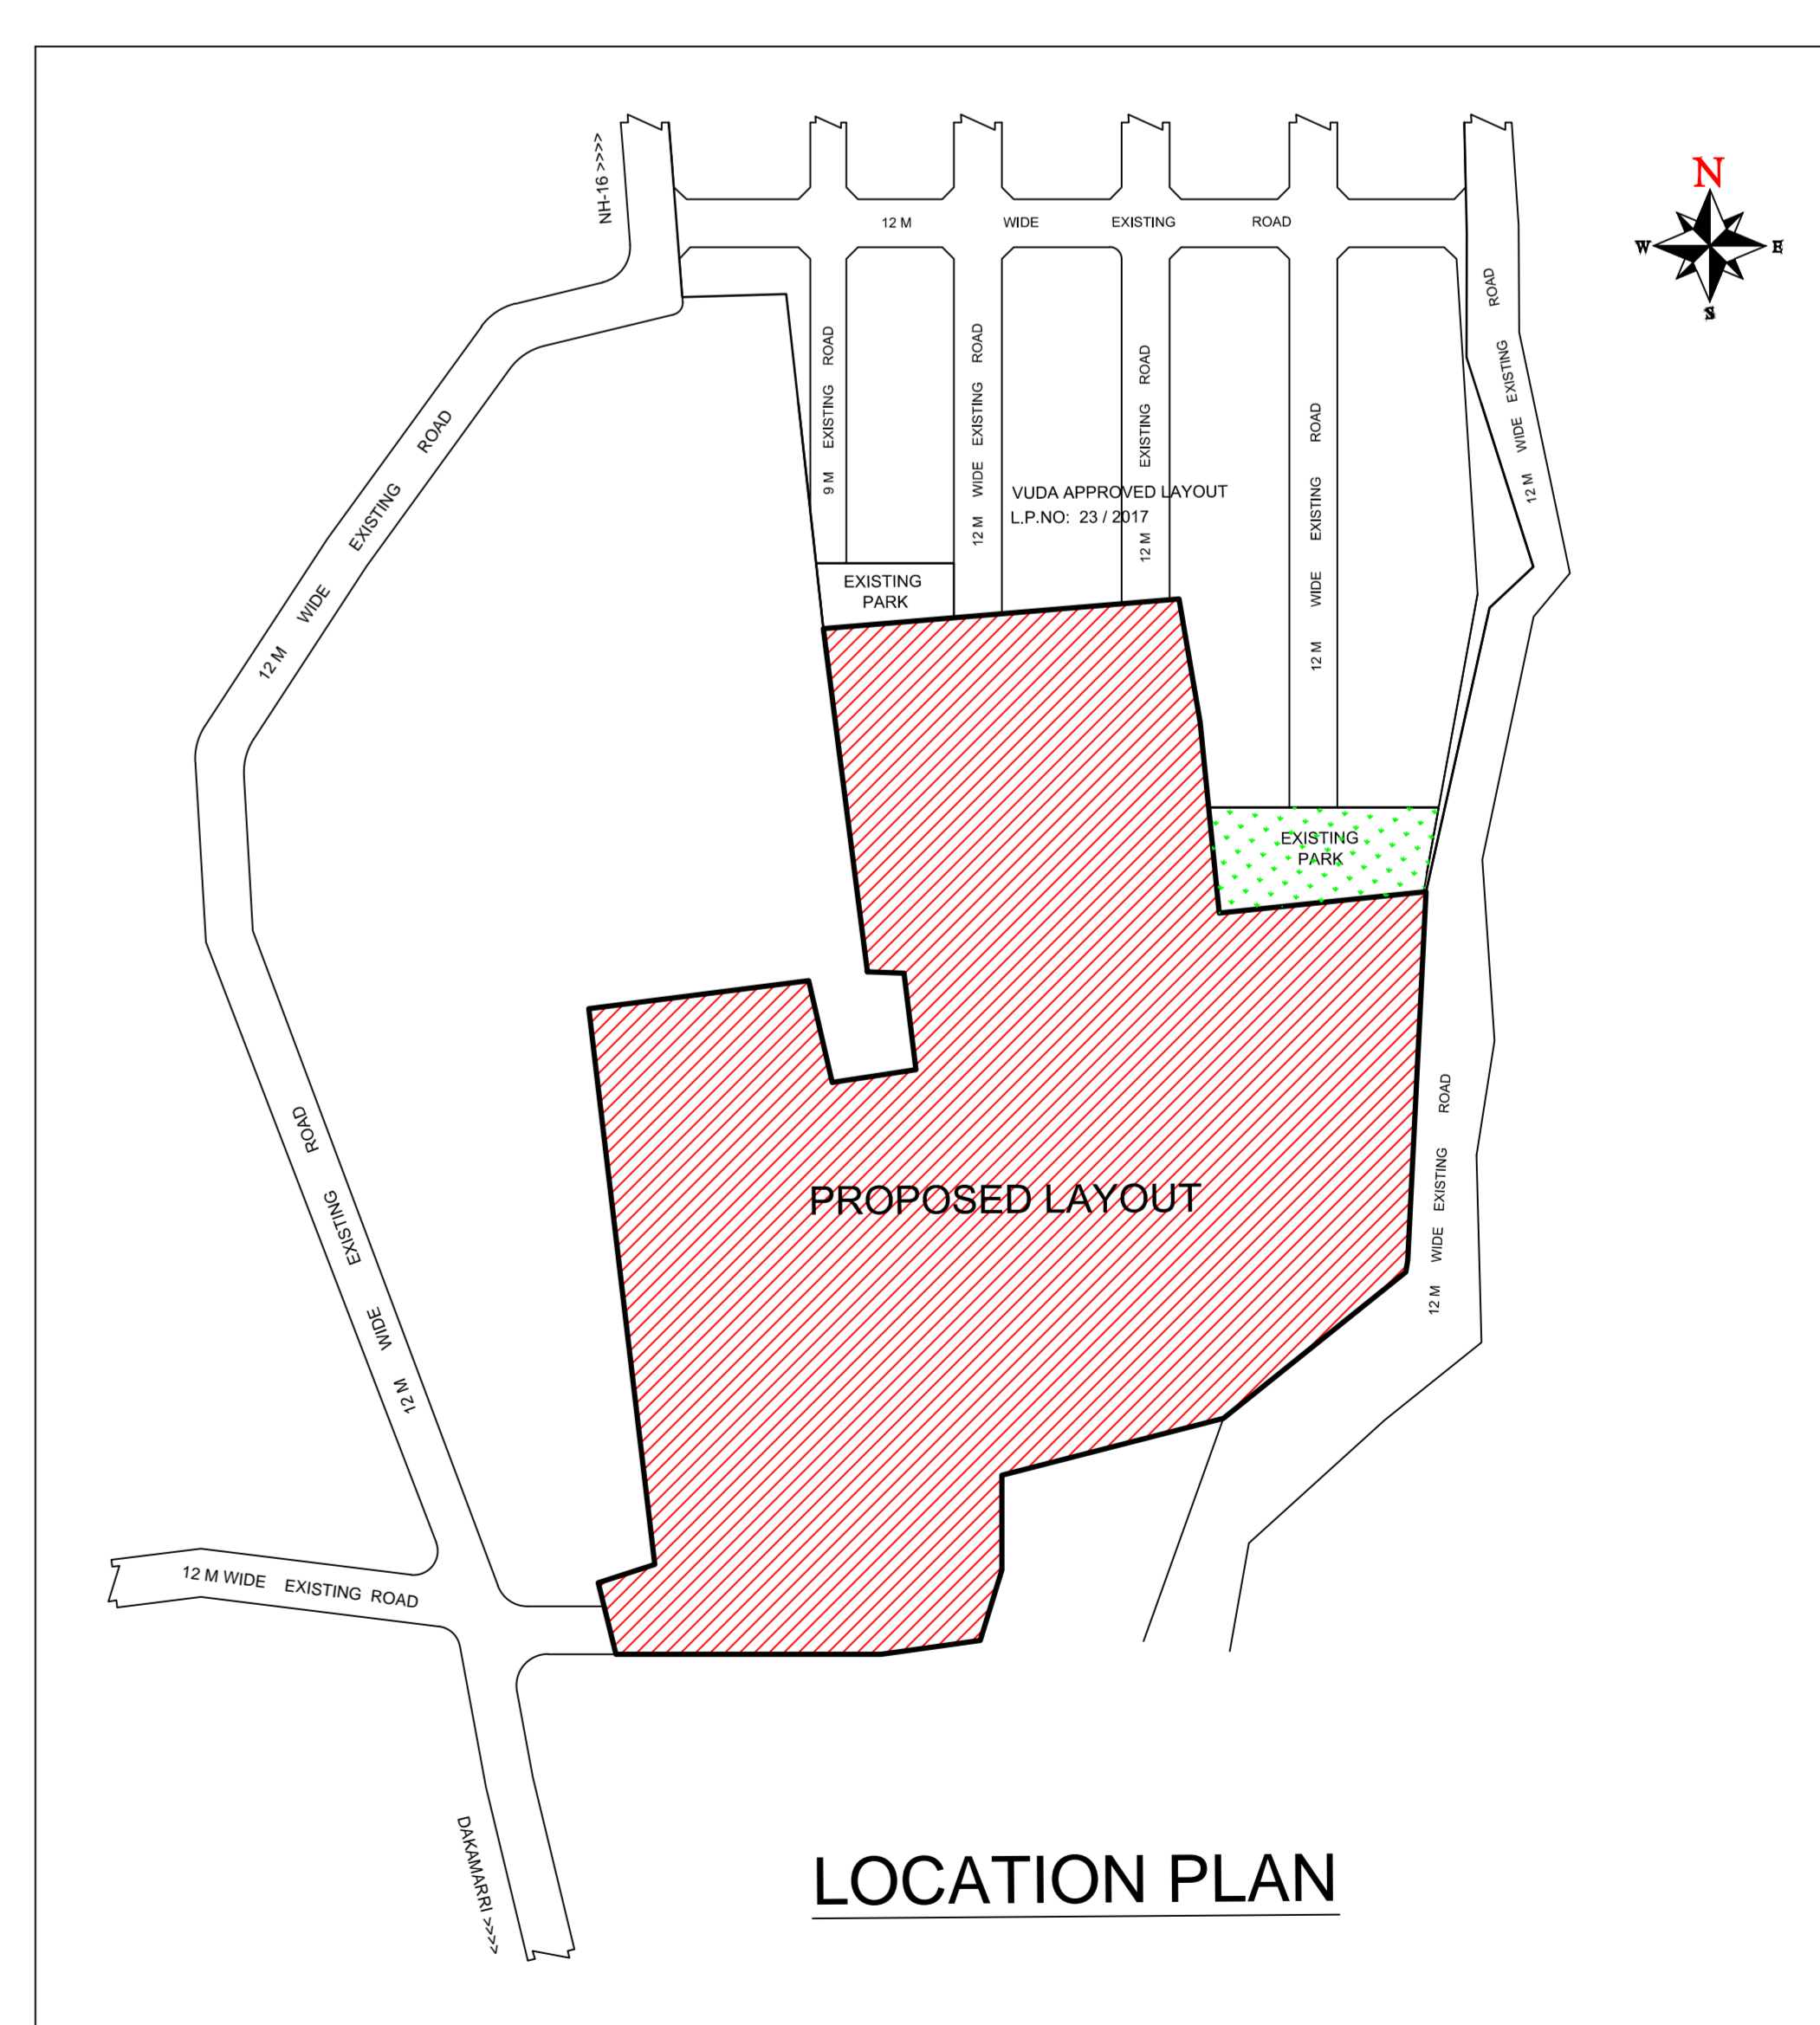 NH-16 >>>>
12 M WIDE EXISTING ROAD
N
W E
S
12 M WIDE EXISTING ROAD
9 M EXISTING ROAD
12 M WIDE EXISTING ROAD
12 M EXISTING ROAD
12 M WIDE EXISTING ROAD
12 M WIDE EXISTING ROAD
VUDA APPROVED LAYOUT
L.P.NO: 23 / 2017
EXISTING
PARK
EXISTING
PARK
12 M WIDE EXISTING ROAD
PROPOSED LAYOUT
12 M WIDE EXISTING ROAD
12 M WIDE EXISTING ROAD
DAKAMARRI >>>>
LOCATION PLAN